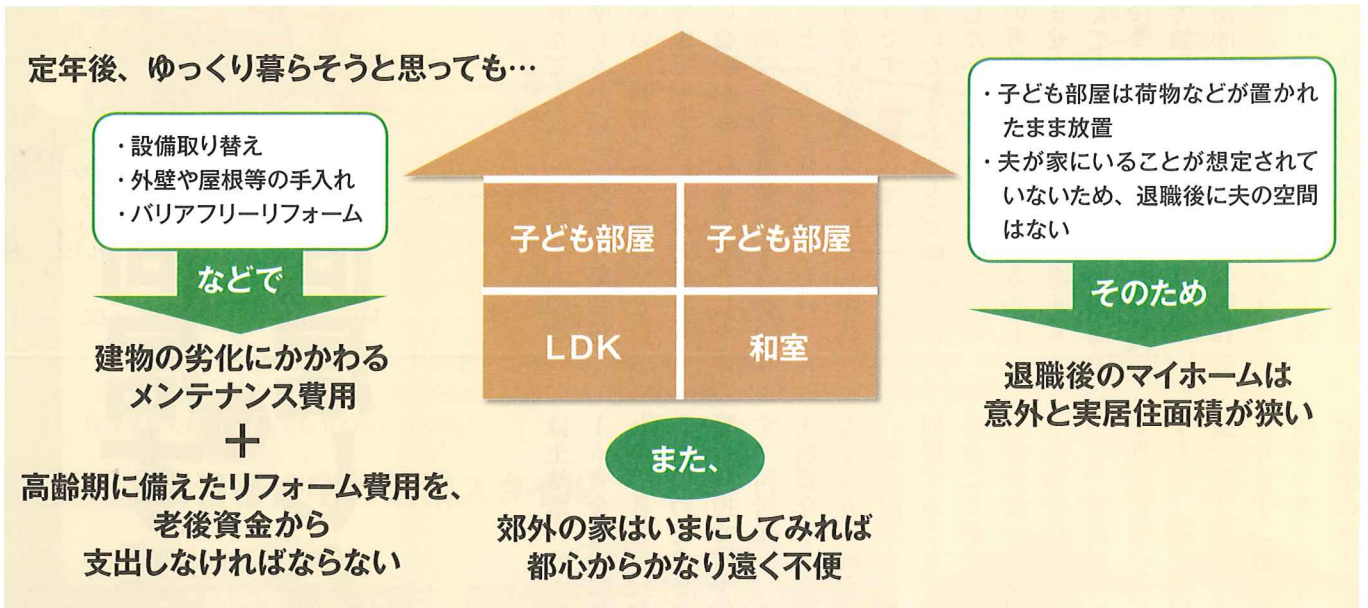 定年後、ゆっくり暮らそうと思っても…
・設備取り替え
・外壁や屋根等の手入れ
・バリアフリーリフォーム
などで
建物の劣化にかかわる
メンテナンス費用
＋
高齢期に備えたリフォーム費用を、
老後資金から
支出しなければならない
子ども部屋
子ども部屋
LDK
和室
また、
郊外の家はいまにしてみれば
都心からかなり遠く不便
・子ども部屋は荷物などが置かれ
たまま放置
・夫が家にいることが想定されて
いないため、退職後に夫の空間
はない
そのため
退職後のマイホームは
意外と実居住面積が狭い